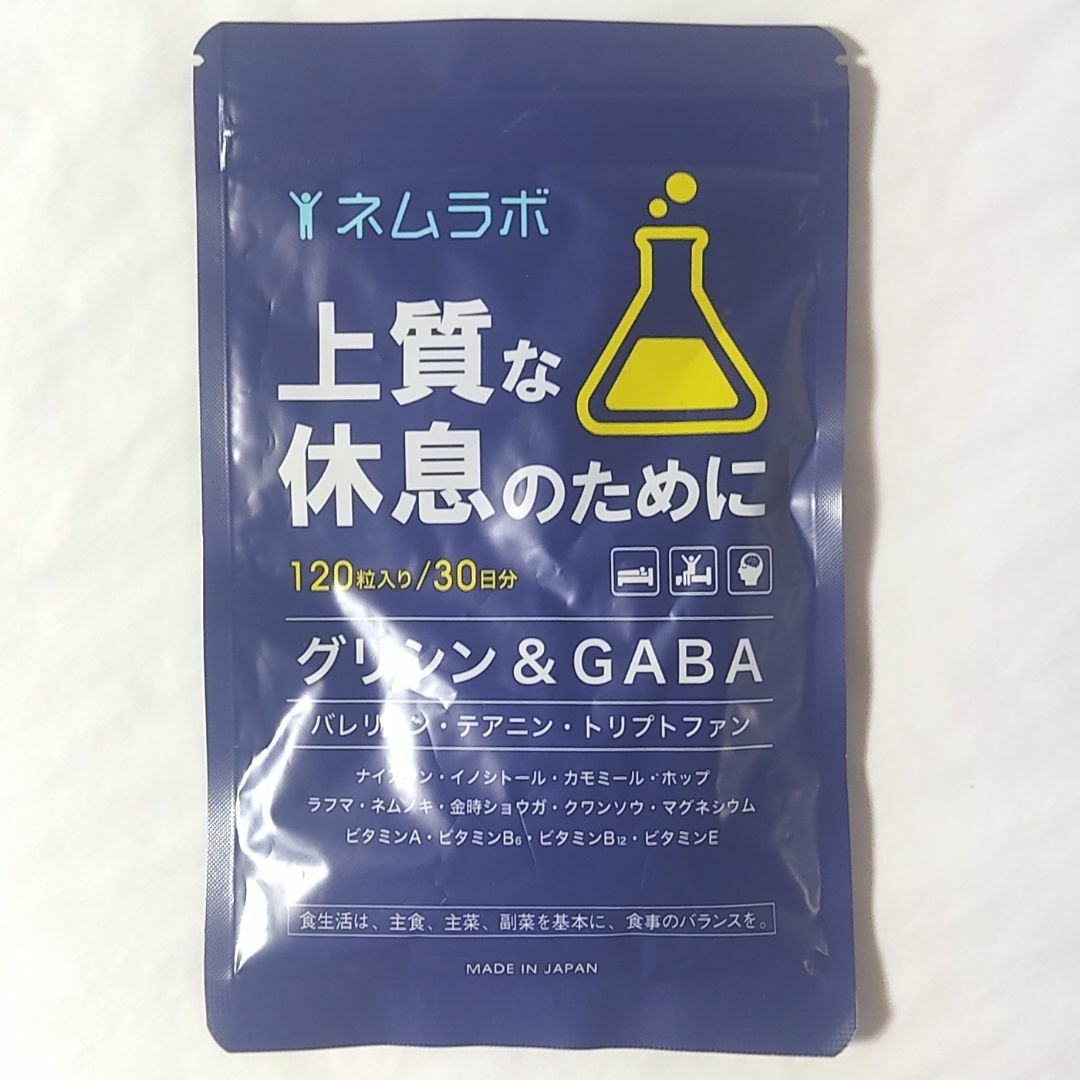 ネムラボ
上質な
休息のために
120粒入り/30日分
グリシン&GABA
バレリアン・テアニン・トリプトファン
ナイアシン・イノシトール・カモミール・ホップ
ラフマ・ネムノキ・金時ショウガ・クワンソウ・マグネシウム
ビタミンA・ビタミンB₆・ビタミンB₁₂・ビタミンE
食生活は、主食、主菜、副菜を基本に、食事のバランスを。
MADE IN JAPAN